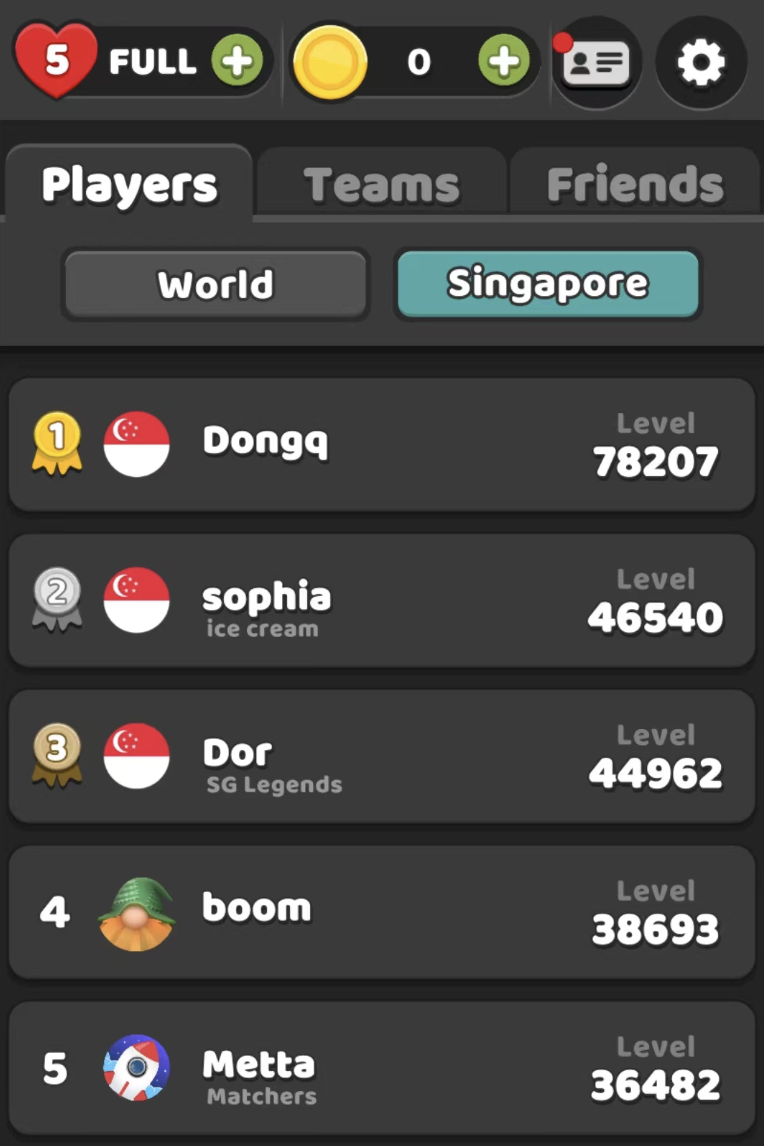 5 FULL 0
Players Teams Friends
World Singapore
1 Dongq Level 78207
2 sophia ice cream Level 46540
3 Dor SG Legends Level 44962
4 boom Level 38693
5 Metta Matchers Level 36482